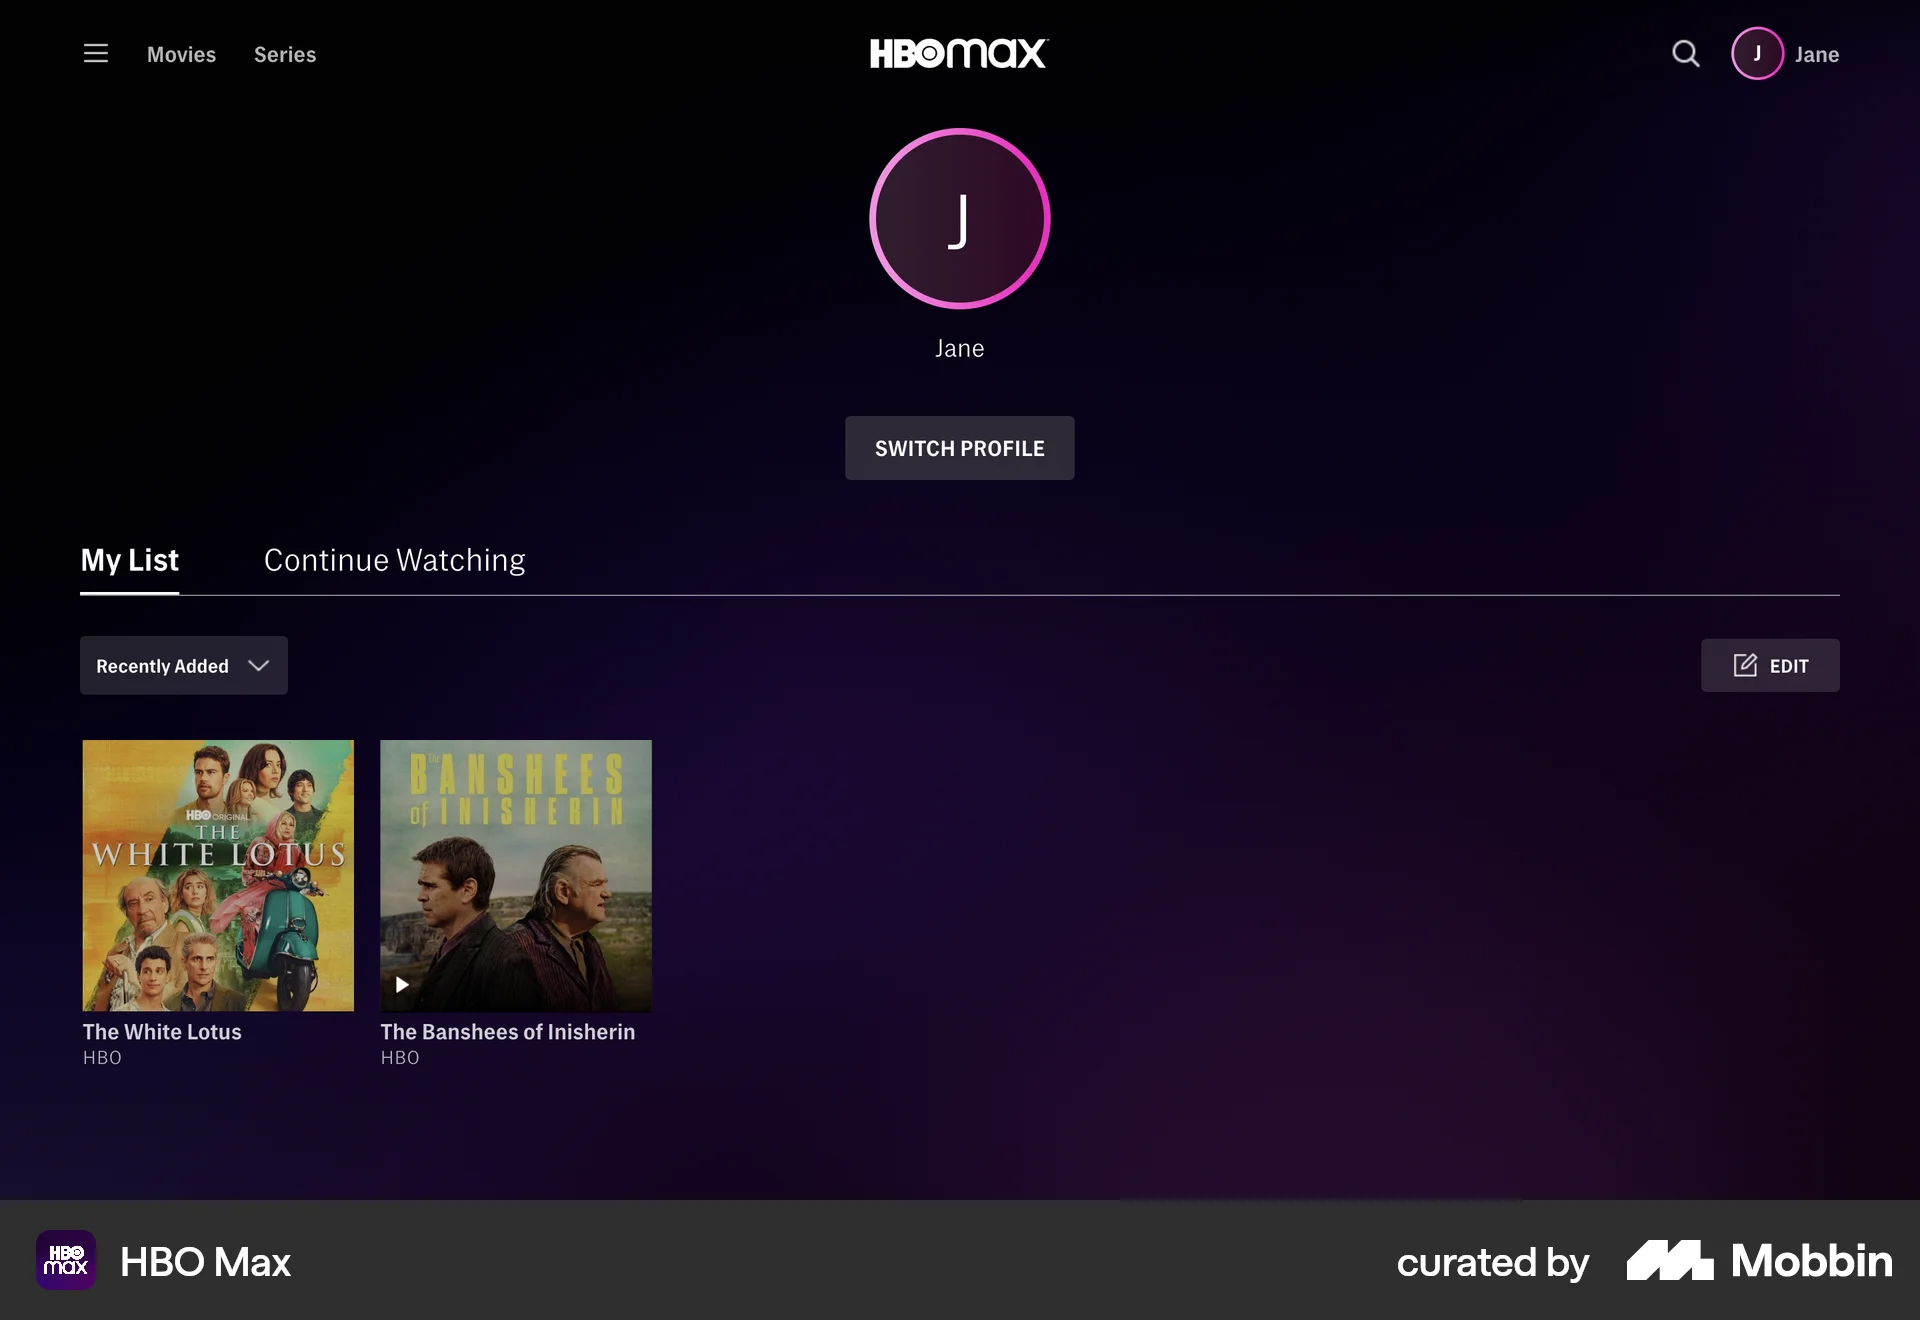 Movies
Series
HBOmax
J
Jane
J
Jane
SWITCH PROFILE
My List
Continue Watching
Recently Added
EDIT
HBO ORIGINAL
THE
WHITE LOTUS
The
BANSHEES
of INISHERIN
The White Lotus
HBO
The Banshees of Inisherin
HBO
HBO
max
HBO Max
curated by
Mobbin